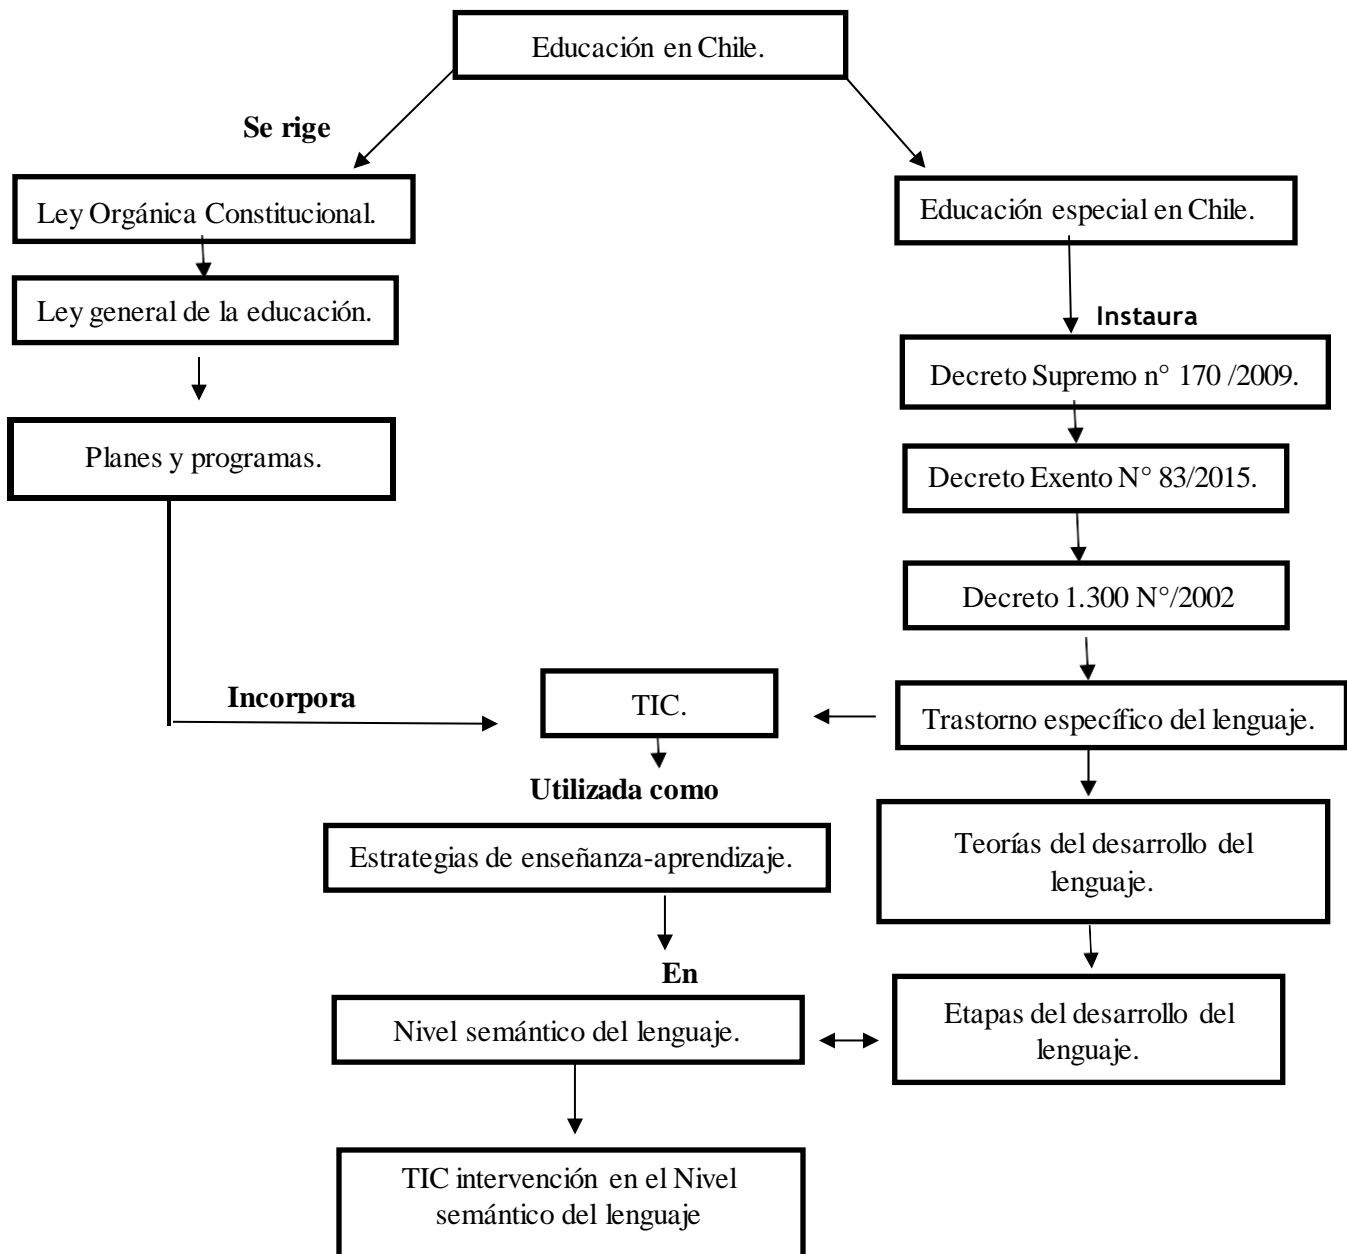 Educación en Chile.
Se rige
Ley Orgánica Constitucional.
Educación especial en Chile.
Ley general de la educación.
Instaura
Decreto Supremo n° 170 /2009.
Planes y programas.
Decreto Exento N° 83/2015.
Decreto 1.300 N°/2002
Incorpora
TIC.
Trastorno específico del lenguaje.
Utilizada como
Estrategias de enseñanza-aprendizaje.
Teorías del desarrollo del
lenguaje.
En
Nivel semántico del lenguaje.
Etapas del desarrollo del
lenguaje.
TIC intervención en el Nivel
semántico del lenguaje